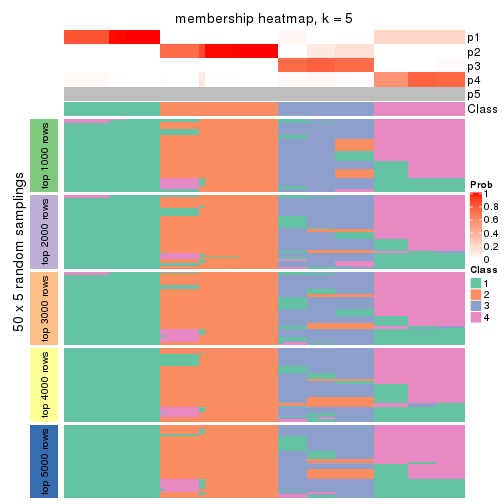 membership heatmap, k = 5
p1
p2
p3
p4
p5
Class
50 x 5 random samplings
top 1000 rows
top 2000 rows
top 3000 rows
top 4000 rows
top 5000 rows
Prob
1
0.8
0.6
0.4
0.2
0
Class
1
2
3
4